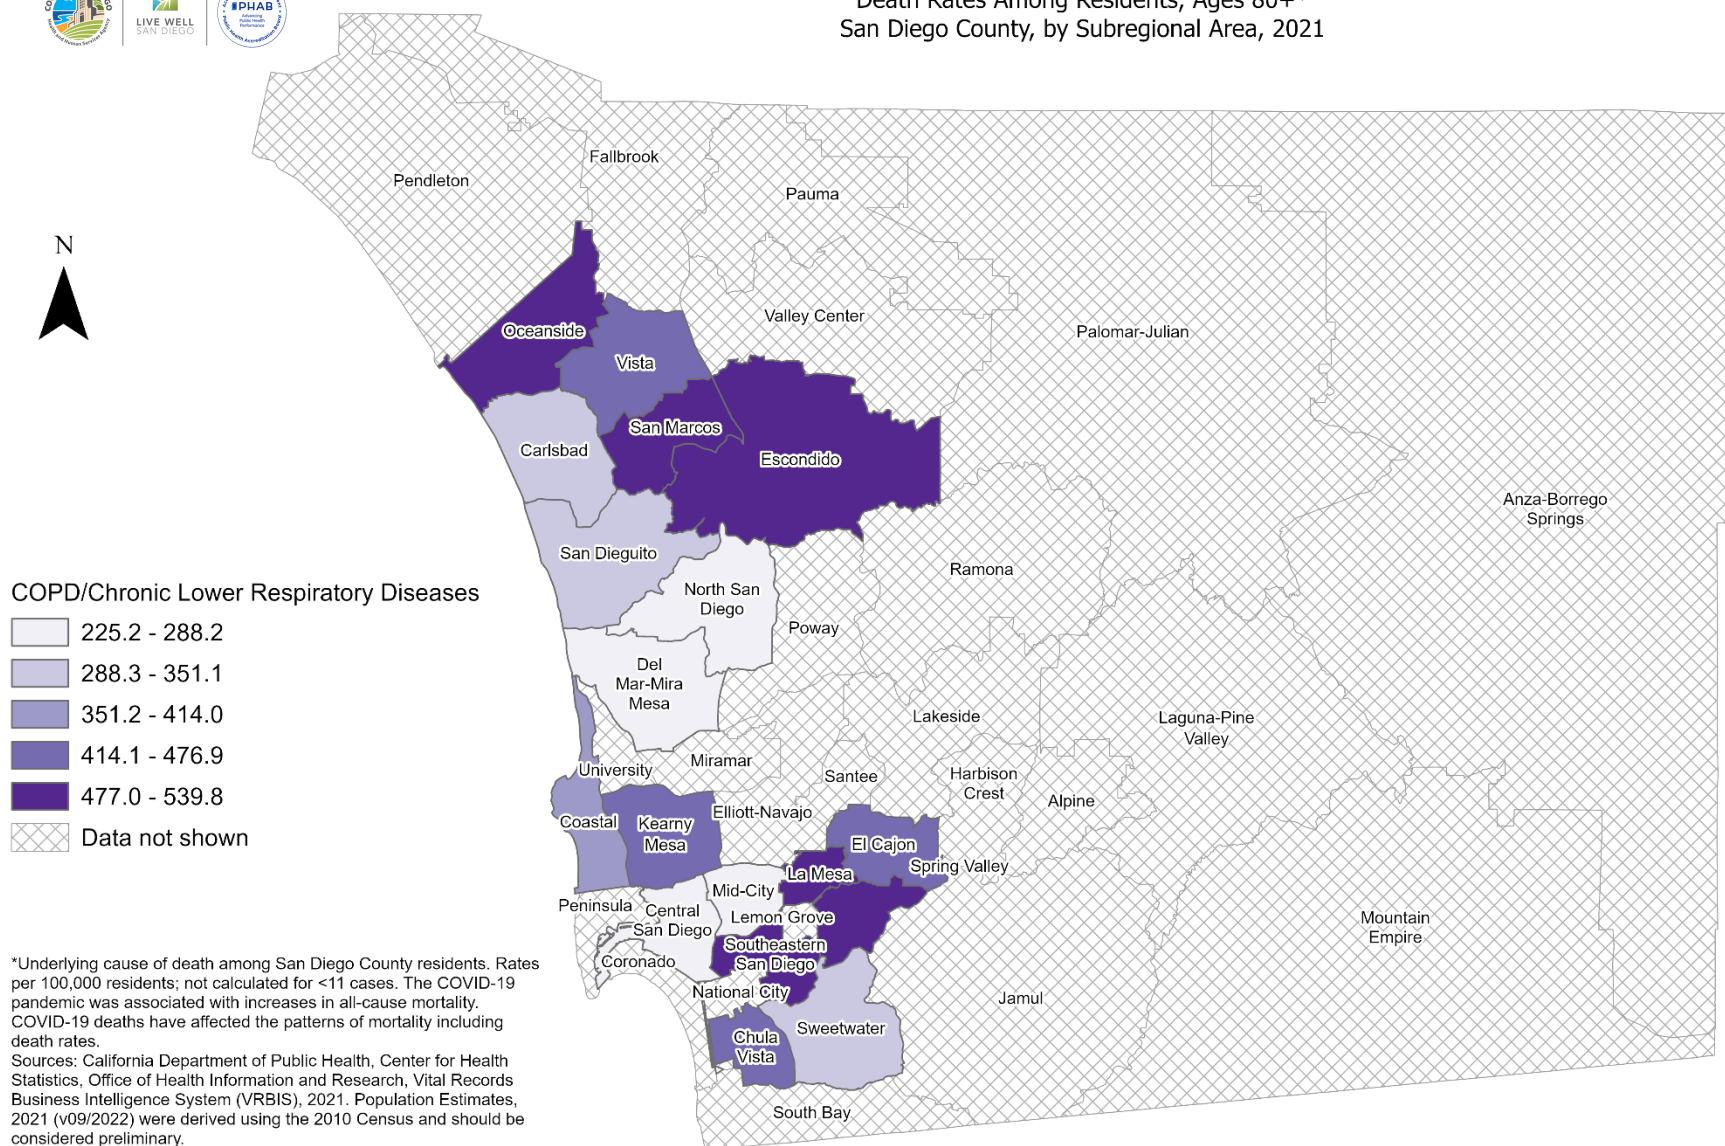 LIVE WELL
SAN DIEGO
PHAB
Advancing
Public Health
Performance
Death Rates Among Residents, Ages 80+*
San Diego County, by Subregional Area, 2021
N
Fallbrook
Pendleton
Pauma
Valley Center
Oceanside
Palomar-Julian
Vista
San Marcos
Carlsbad
Escondido
Anza-Borrego
Springs
San Dieguito
Ramona
North San
Diego
Poway
Del
Mar-Mira
Mesa
Lakeside
Laguna-Pine
Valley
University
Miramar
Santee
Harbison
Crest
Alpine
Elliott-Navajo
Coastal
Kearny
Mesa
El Cajon
Spring Valley
La Mesa
Mid-City
Peninsula
Central
San Diego
Lemon Grove
Mountain
Empire
Southeastern
San Diego
Coronado
National City
Jamul
Sweetwater
Chula
Vista
South Bay
COPD/Chronic Lower Respiratory Diseases
225.2 - 288.2
288.3 - 351.1
351.2 - 414.0
414.1 - 476.9
477.0 - 539.8
Data not shown
*Underlying cause of death among San Diego County residents. Rates
per 100,000 residents; not calculated for <11 cases. The COVID-19
pandemic was associated with increases in all-cause mortality.
COVID-19 deaths have affected the patterns of mortality including
death rates.
Sources: California Department of Public Health, Center for Health
Statistics, Office of Health Information and Research, Vital Records
Business Intelligence System (VRBIS), 2021. Population Estimates,
2021 (v09/2022) were derived using the 2010 Census and should be
considered preliminary.